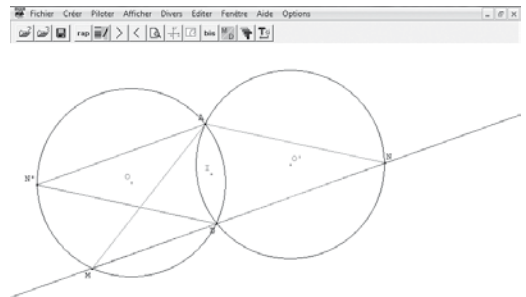 Fichier Créer Piloter Afficher Divers Editer Fenêtre Aide Options
rap bis
A
N' O I O' N
B
M